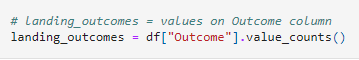 # landing_outcomes = values on Outcome column
landing_outcomes = df["Outcome"].value_counts()